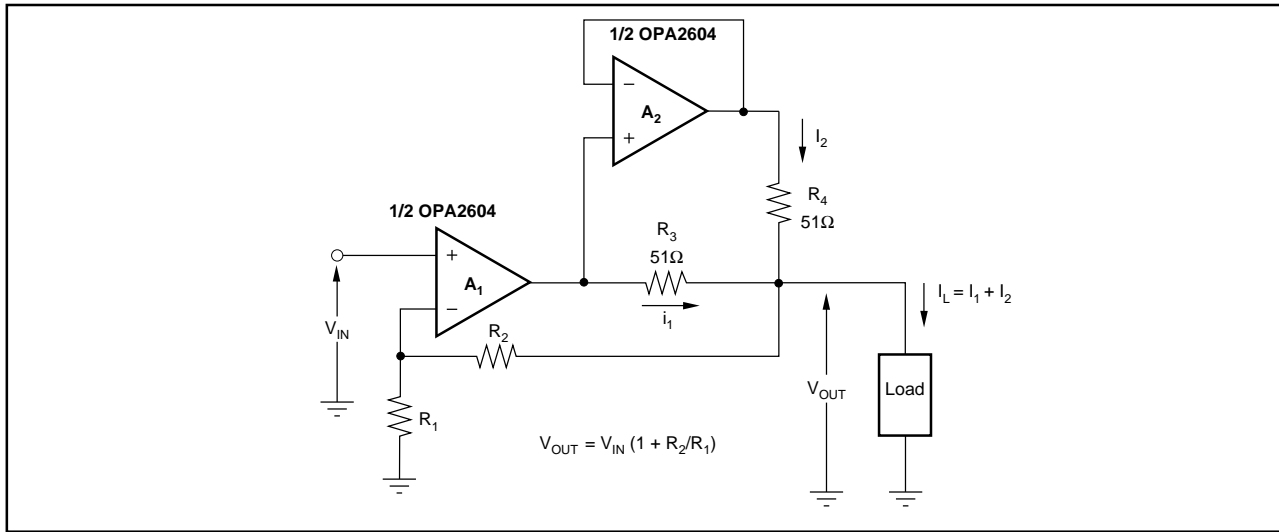 1/2 OPA2604
−
A2
+
I2
R4
51Ω
1/2 OPA2604
R3
51Ω
+
A1
−
i1
IL = I1 + I2
VIN
R2
VOUT
Load
R1
VOUT = VIN (1 + R2/R1)